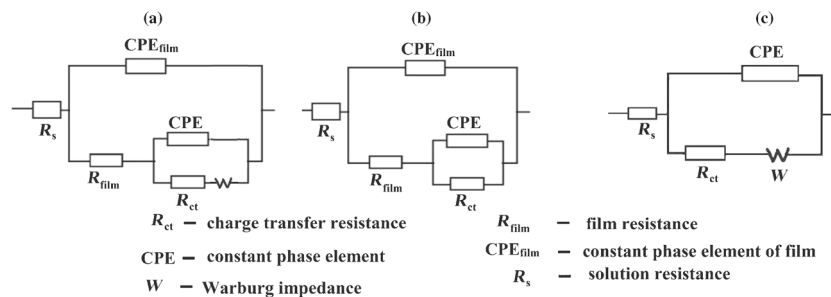 (a)
CPEfilm
Rs
CPE
Rfilm
Rct
(b)
CPEfilm
Rs
CPE
Rfilm
Rct
(c)
CPE
Rs
Rct
W
Rct – charge transfer resistance
CPE – constant phase element
W – Warburg impedance
Rfilm – film resistance
CPEfilm – constant phase element of film
Rs – solution resistance